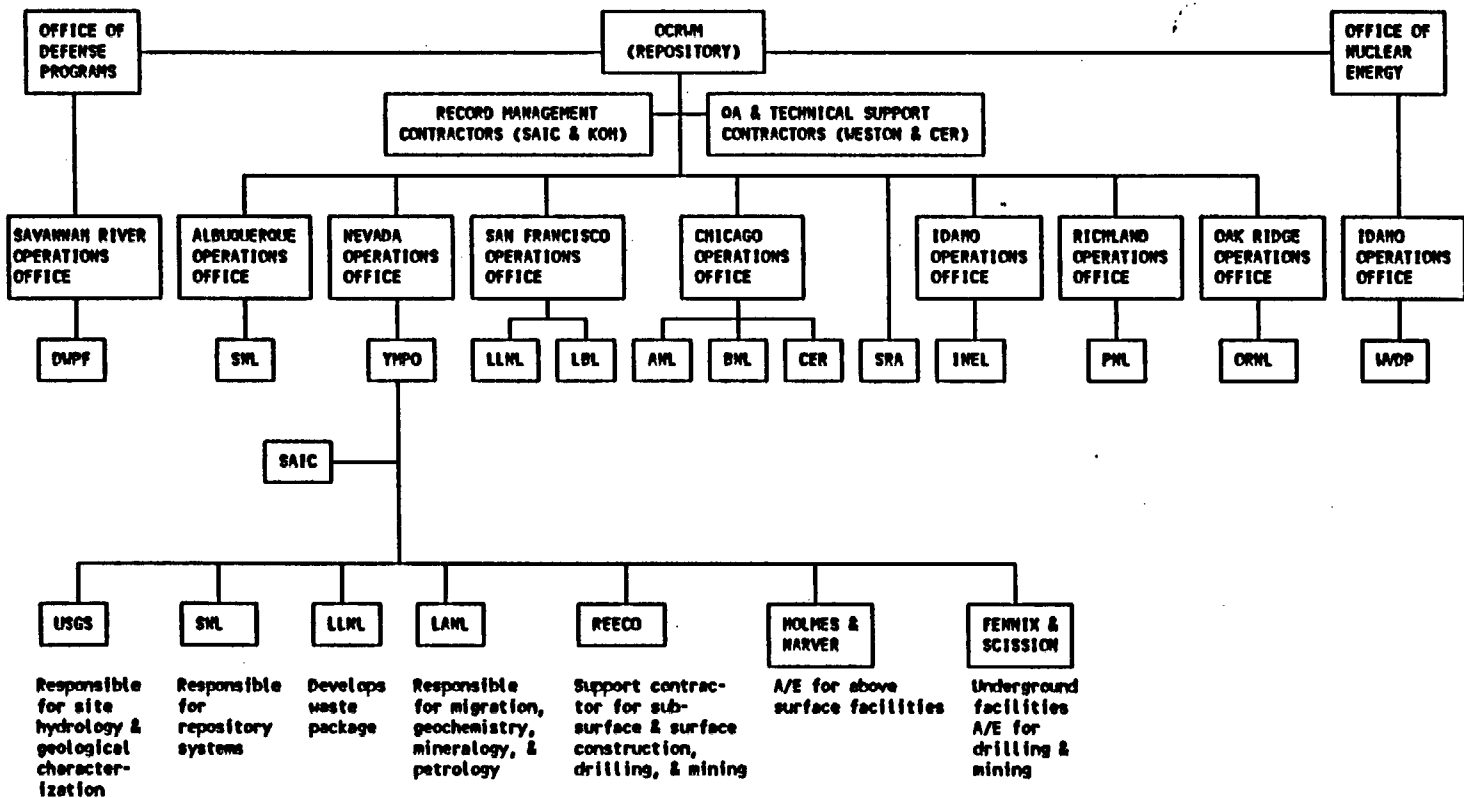 OFFICE OF
DEFENSE
PROGRAMS
OCRWM
(REPOSITORY)
OFFICE OF
NUCLEAR
ENERGY
RECORD MANAGEMENT
CONTRACTORS (SAIC & KOH)
QA & TECHNICAL SUPPORT
CONTRACTORS (WESTON & CER)
SAVANNAH RIVER
OPERATIONS
OFFICE
ALBUQUERQUE
OPERATIONS
OFFICE
NEVADA
OPERATIONS
OFFICE
SAN FRANCISCO
OPERATIONS
OFFICE
CHICAGO
OPERATIONS
OFFICE
IDAHO
OPERATIONS
OFFICE
RICHLAND
OPERATIONS
OFFICE
OAK RIDGE
OPERATIONS
OFFICE
IDAHO
OPERATIONS
OFFICE
DWPF
SNL
YMPO
LLNL
LBL
ANL
BNL
CER
SRA
INEL
PNL
ORNL
WVDP
SAIC
USGS
SNL
LLNL
LANL
REECO
HOLMES &
NARVER
FENNIX &
SCISSION
Responsible
for site
hydrology &
geological
character-
ization
Responsible
for
repository
systems
Develops
waste
package
Responsible
for migration,
geochemistry,
mineralogy, &
petrology
Support contrac-
tor for sub-
surface & surface
construction,
drilling, & mining
A/E for above
surface facilities
Underground
facilities
A/E for
drilling &
mining